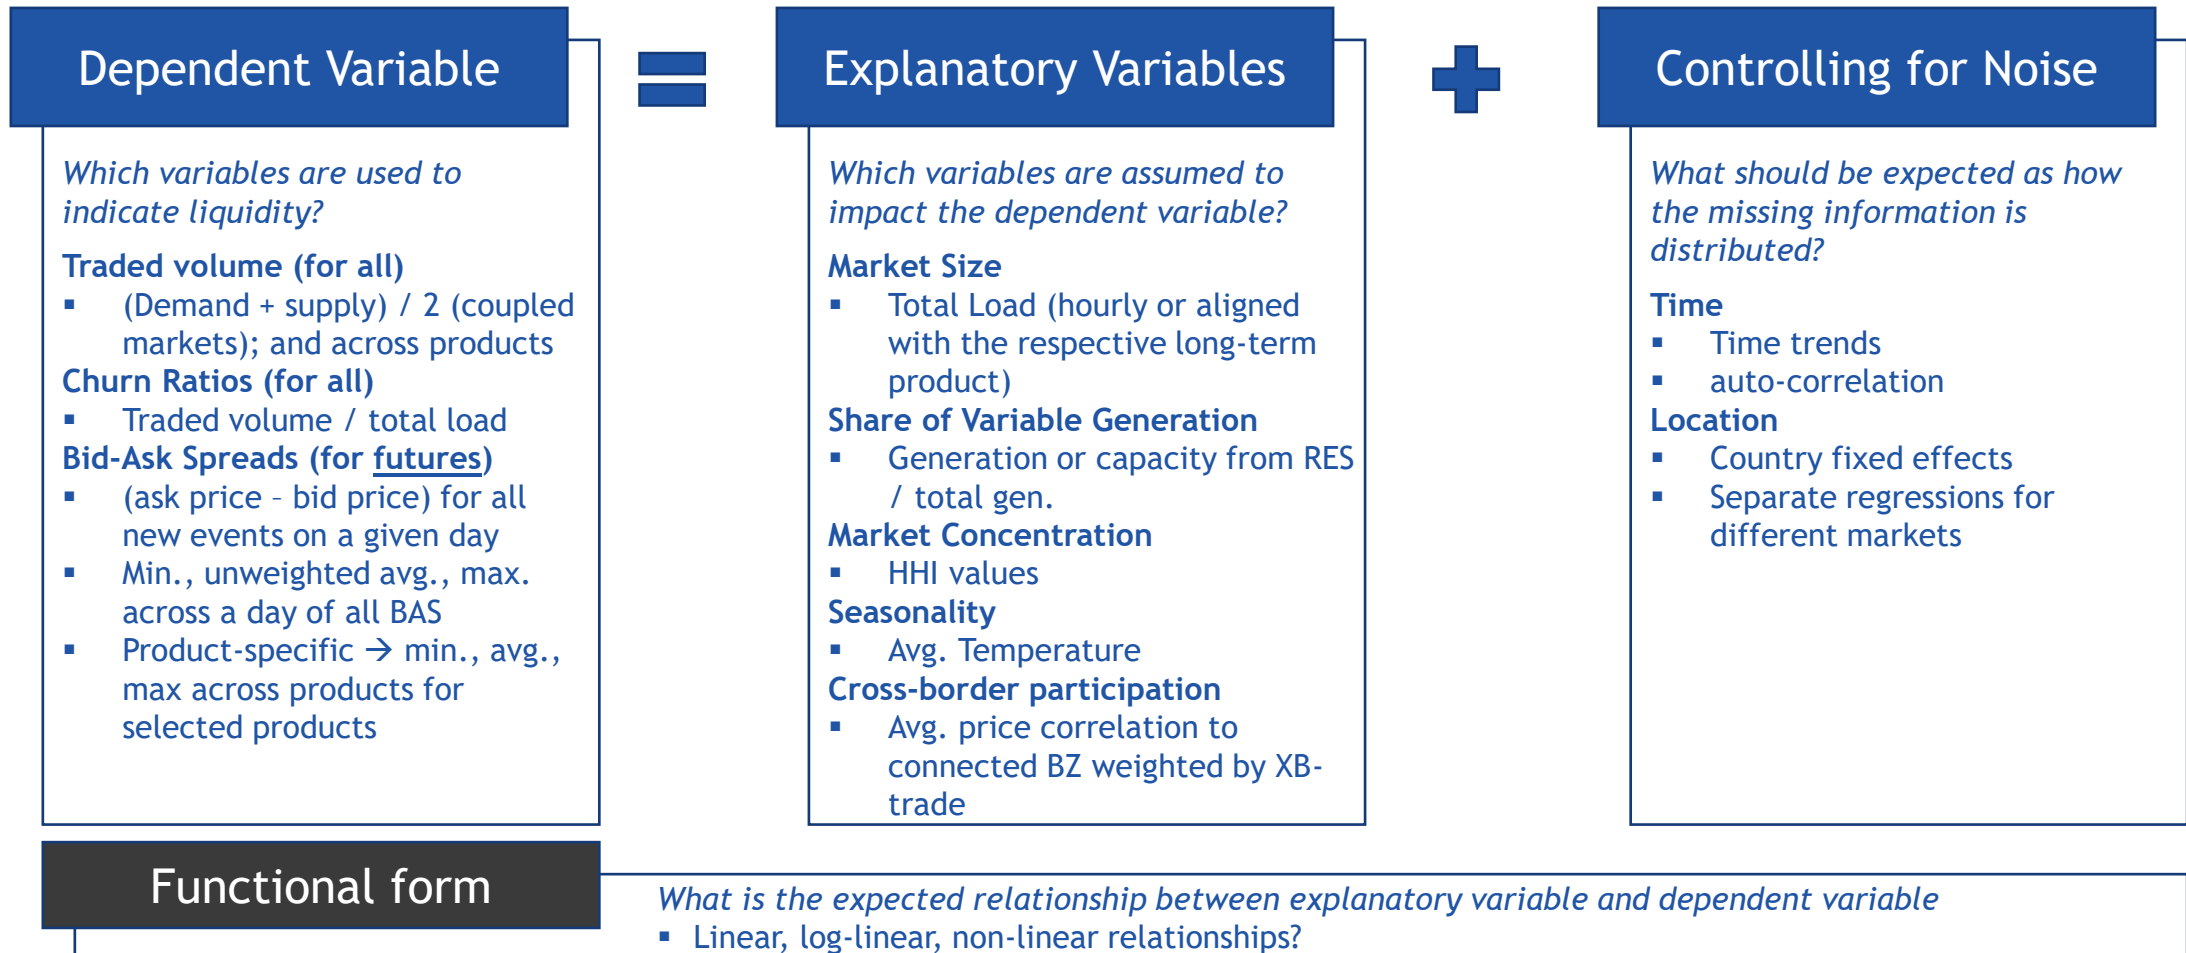 Dependent Variable
Which variables are used to
indicate liquidity?
Traded volume (for all)
▪ (Demand + supply) / 2 (coupled
markets); and across products
Churn Ratios (for all)
▪ Traded volume / total load
Bid-Ask Spreads (for futures)
▪ (ask price – bid price) for all
new events on a given day
▪ Min., unweighted avg., max.
across a day of all BAS
▪ Product-specific → min., avg.,
max across products for
selected products
=
Explanatory Variables
Which variables are assumed to
impact the dependent variable?
Market Size
▪ Total Load (hourly or aligned
with the respective long-term
product)
Share of Variable Generation
▪ Generation or capacity from RES
/ total gen.
Market Concentration
▪ HHI values
Seasonality
▪ Avg. Temperature
Cross-border participation
▪ Avg. price correlation to
connected BZ weighted by XB-
trade
+
Controlling for Noise
What should be expected as how
the missing information is
distributed?
Time
▪ Time trends
▪ auto-correlation
Location
▪ Country fixed effects
▪ Separate regressions for
different markets
Functional form
What is the expected relationship between explanatory variable and dependent variable
▪ Linear, log-linear, non-linear relationships?